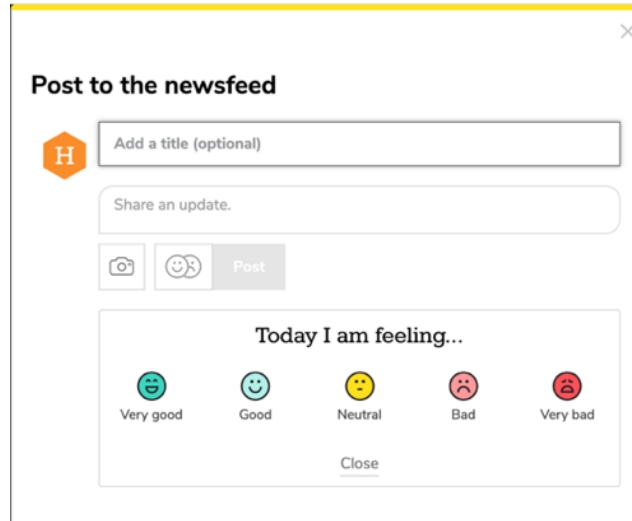 Post to the newsfeed
H
Add a title (optional)
Share an update.
Post
Today I am feeling...
Very good Good Neutral Bad Very bad
Close